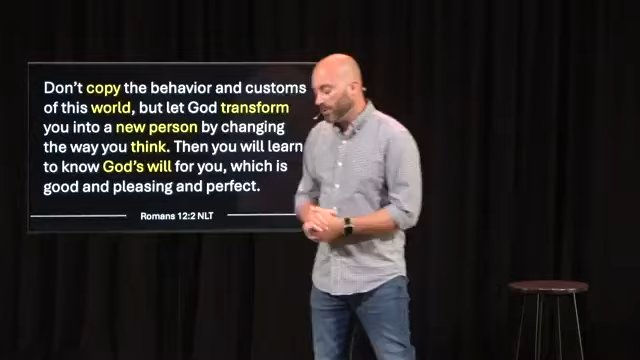 Don't copy the behavior and customs
of this world, but let God transform
you into a new person by changing
the way you think. Then you will learn
to know God's will for you, which is
good and pleasing and perfect.
Romans 12:2 NLT